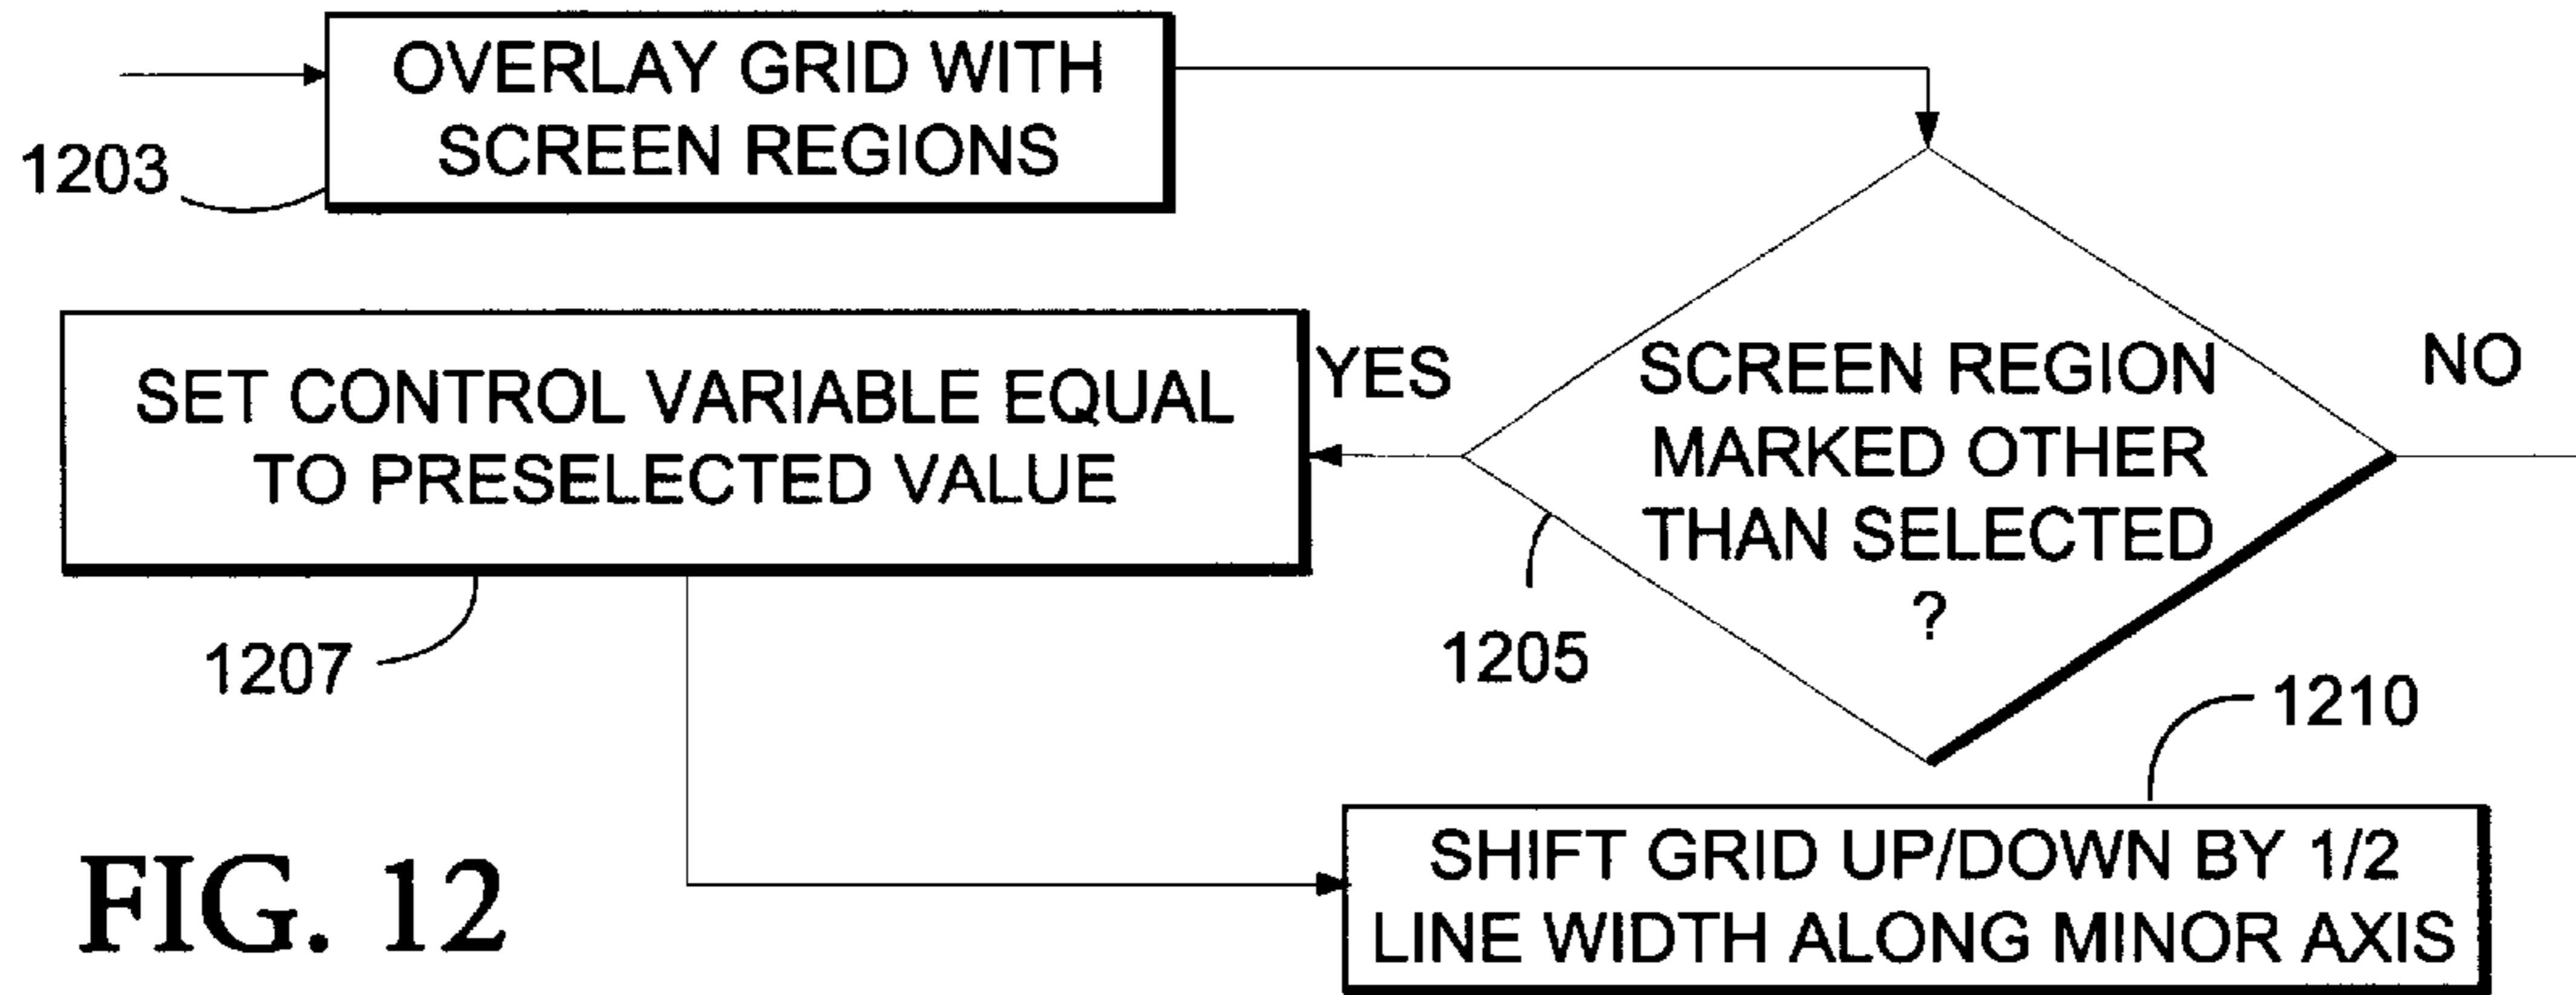 OVERLAY GRID WITH
SCREEN REGIONS
1203
SET CONTROL VARIABLE EQUAL
TO PRESELECTED VALUE
YES
SCREEN REGION
MARKED OTHER
THAN SELECTED
?
NO
1207
1205
1210
SHIFT GRID UP/DOWN BY 1/2
LINE WIDTH ALONG MINOR AXIS
FIG. 12